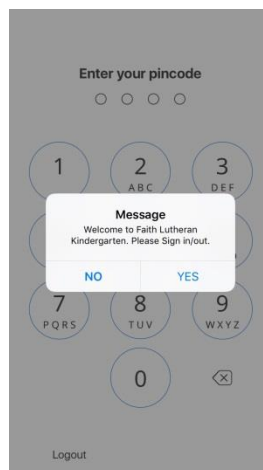 Enter your pincode
1 2 3
ABC DEF
Message
Welcome to Faith Lutheran
Kindergarten. Please Sign in/out.
NO YES
7 8 9
PQRS TUV WXYZ
0
Logout